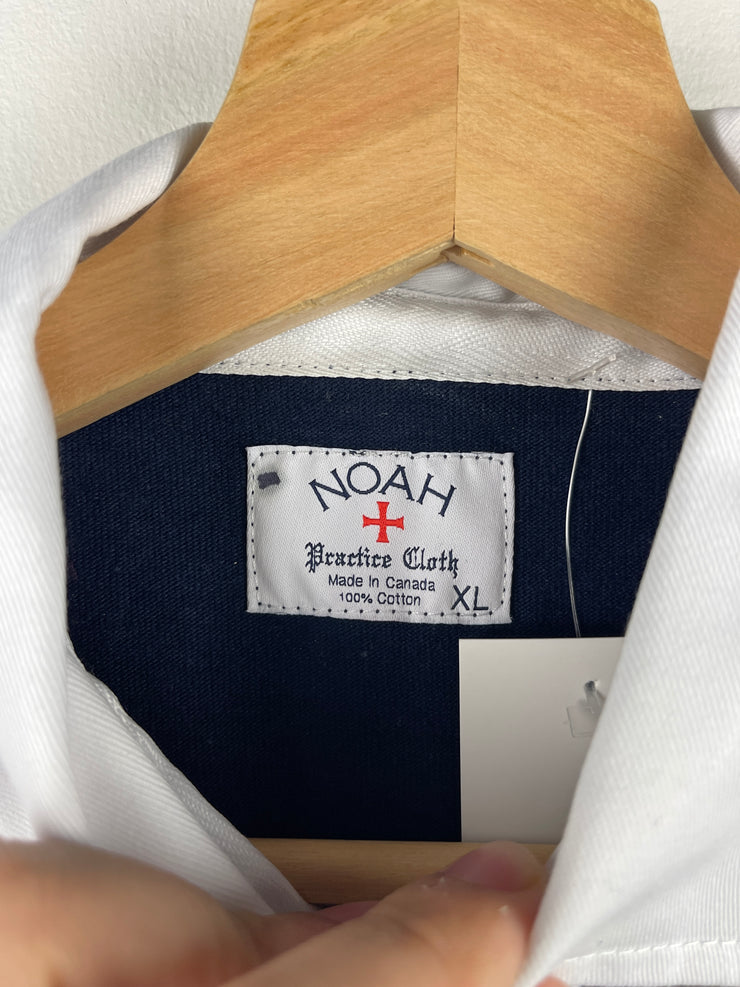 NOAH
Practice Cloth
Made In Canada
100% Cotton XL